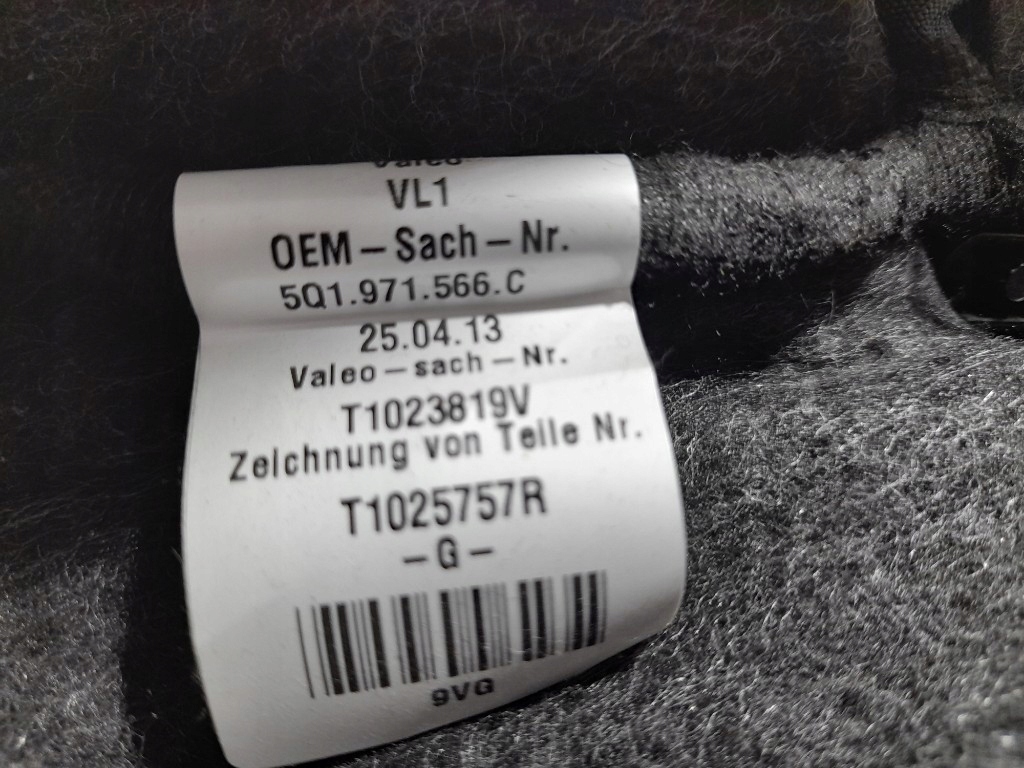 Valeo
VL1
OEM – Sach – Nr.
5Q1.971.566.C
25.04.13
Valeo – sach – Nr.
T1023819V
Zeichnung von Teile Nr.
T1025757R
– G –
9VG